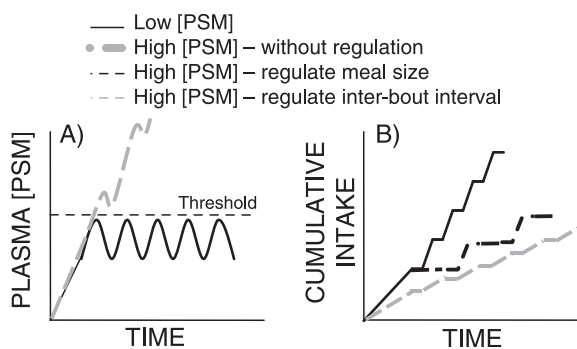 Low [PSM]
High [PSM] – without regulation
High [PSM] – regulate meal size
High [PSM] – regulate inter-bout interval
A)
B)
Threshold
PLASMA [PSM]
CUMULATIVE
INTAKE
TIME
TIME